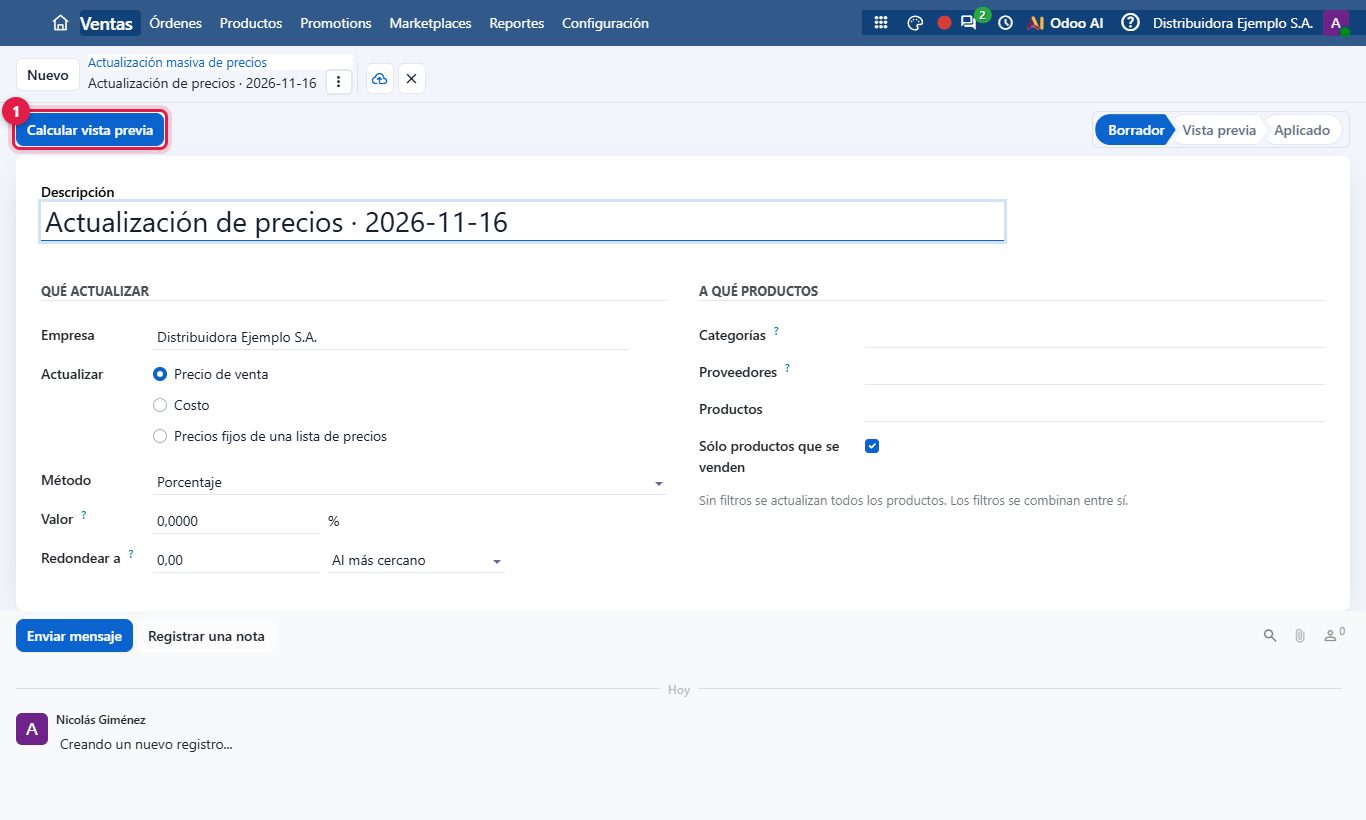 Ventas Órdenes Productos Promotions Marketplaces Reportes Configuración 2 Odoo AI ? Distribuidora Ejemplo S.A. A
Nuevo
Actualización masiva de precios
Actualización de precios · 2026-11-16
1
Calcular vista previa
Borrador Vista previa Aplicado
Descripción
Actualización de precios · 2026-11-16
QUÉ ACTUALIZAR
Empresa Distribuidora Ejemplo S.A.
Actualizar Precio de venta
Costo
Precios fijos de una lista de precios
Método Porcentaje
Valor ? 0,0000 %
Redondear a ? 0,00 Al más cercano
A QUÉ PRODUCTOS
Categorías ?
Proveedores ?
Productos
Sólo productos que se
venden
Sin filtros se actualizan todos los productos. Los filtros se combinan entre sí.
Enviar mensaje Registrar una nota 0
Hoy
A Nicolás Giménez
Creando un nuevo registro...